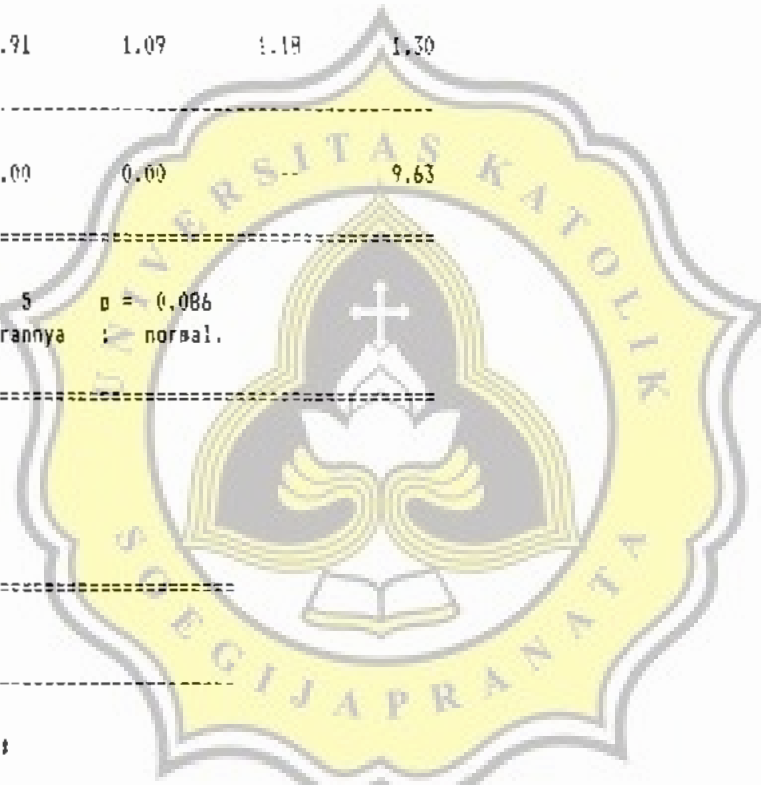 .91 1.09 1.18 1.30
.00 0.00 -- 9.63
5 p = 0.086
rannya : normal.
UNIVERSITAS KATOLIK
SOEGIJAPRANATA